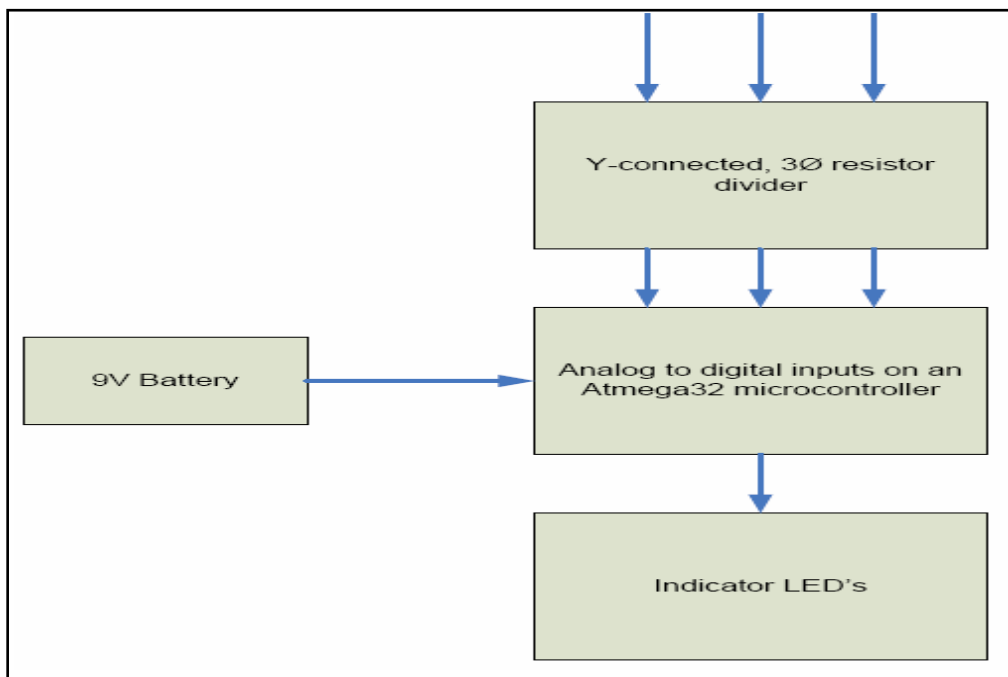 Y-connected, 3Ø resistor
divider
9V Battery
Analog to digital inputs on an
Atmega32 microcontroller
Indicator LED’s